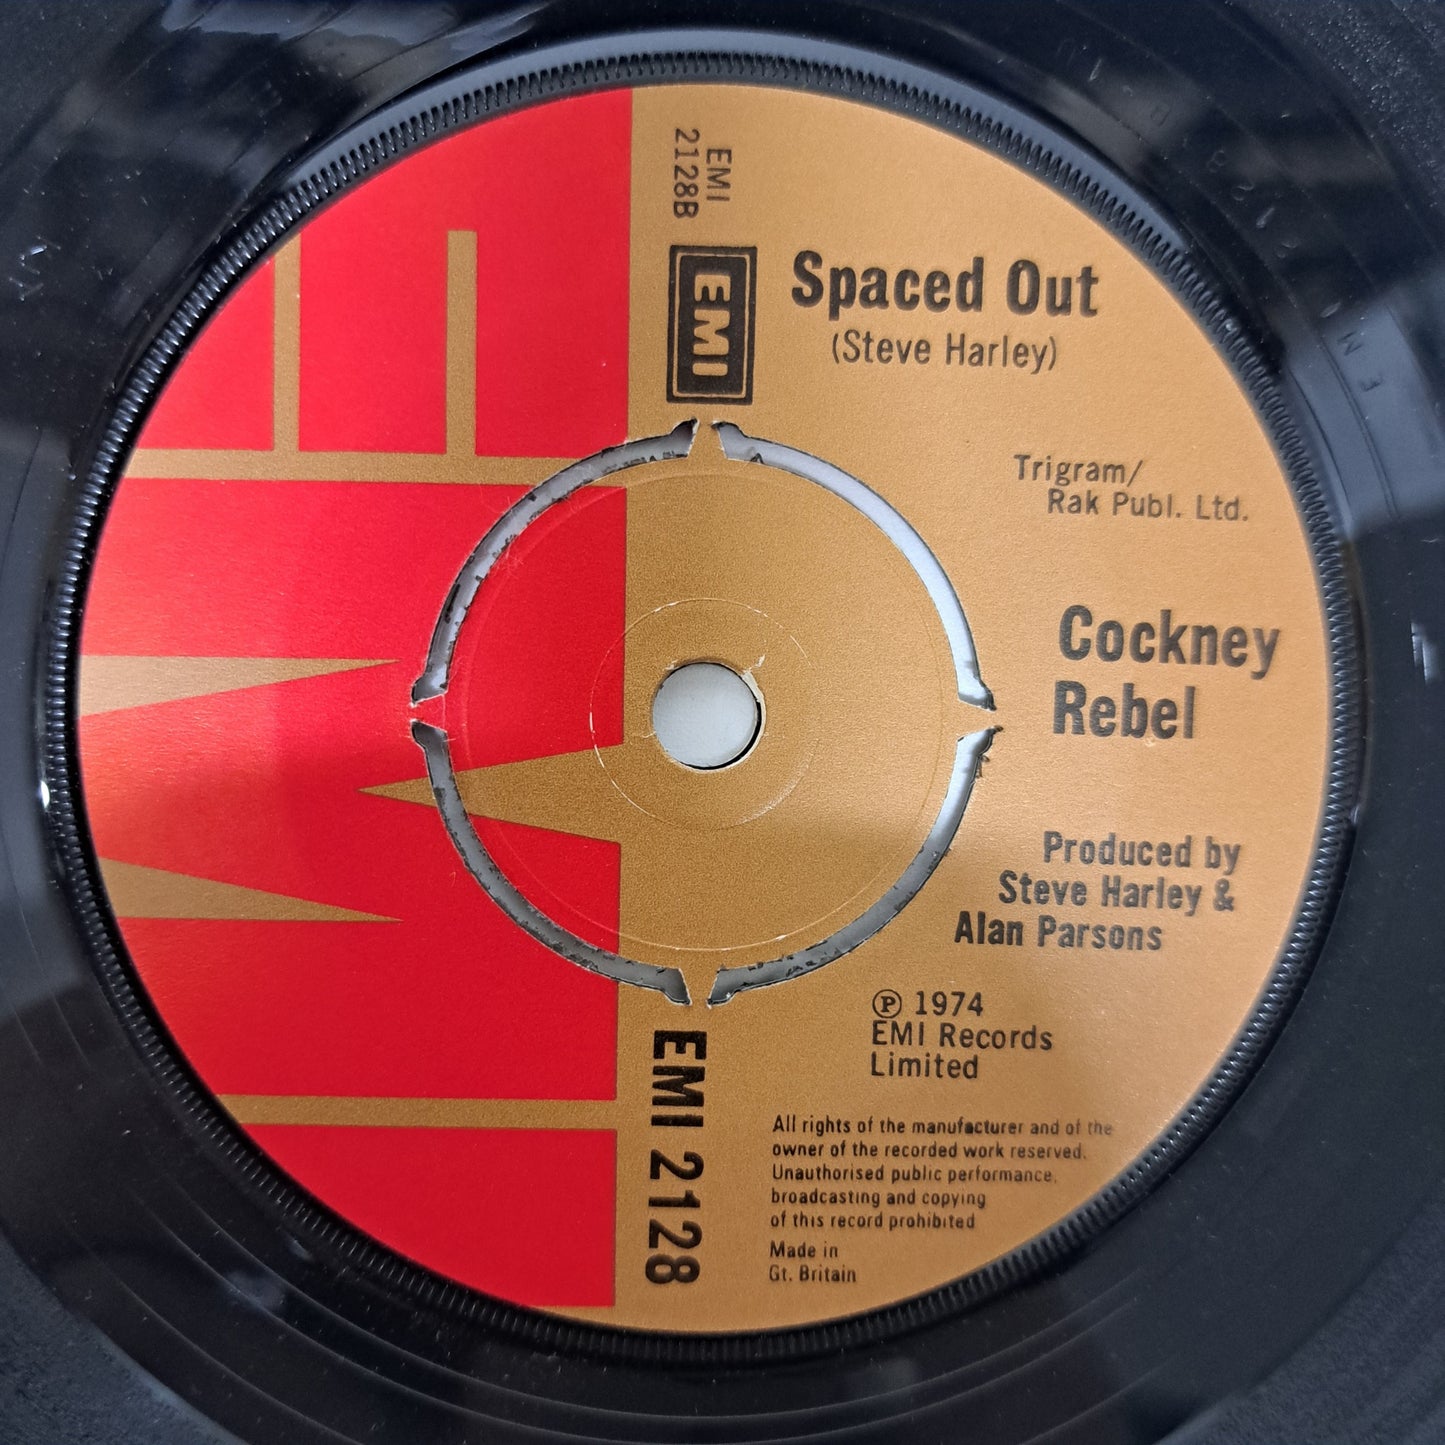 EMI
2128B
EMI
Spaced Out
(Steve Harley)
Trigram/
Rak Publ. Ltd.
Cockney
Rebel
Produced by
Steve Harley &
Alan Parsons
Ⓟ 1974
EMI Records
Limited
EMI 2128
All rights of the manufacturer and of the
owner of the recorded work reserved.
Unauthorised public performance,
broadcasting and copying
of this record prohibited
Made in
Gt. Britain